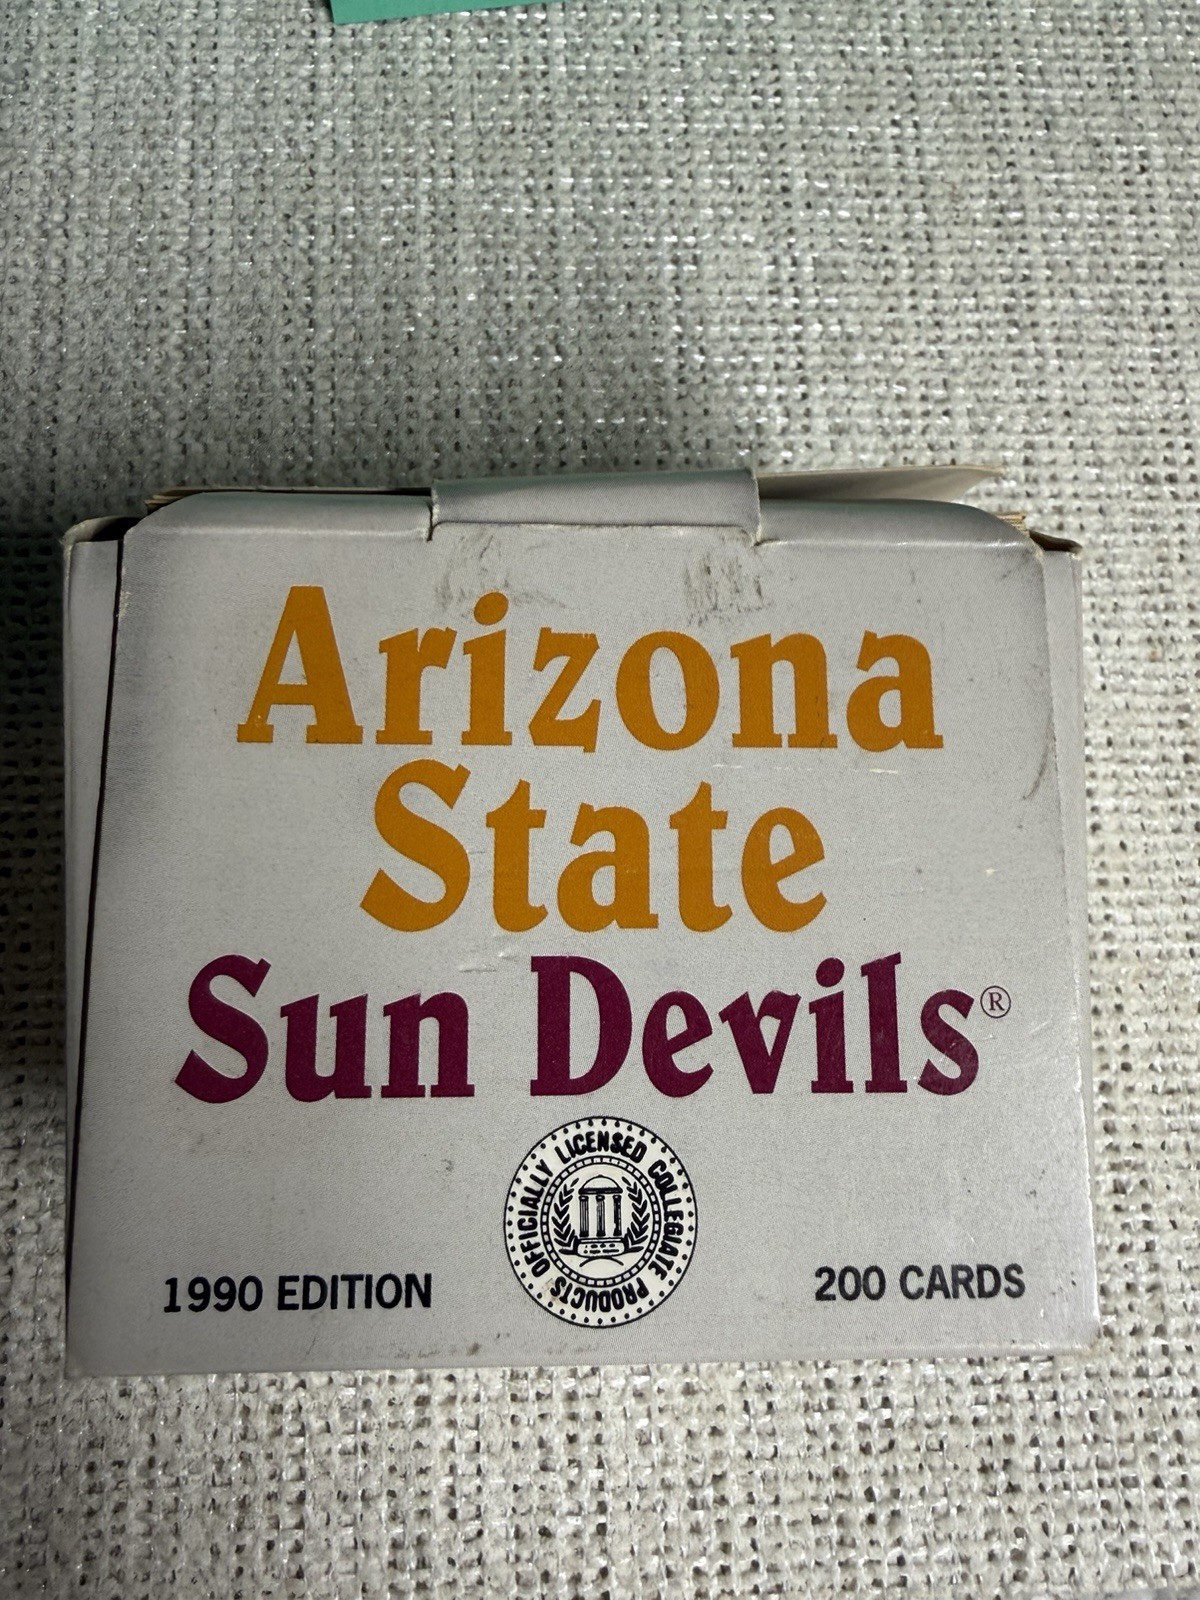 Arizona
State
Sun Devils®
OFFICIALLY LICENSED COLLEGIATE PRODUCTS
1990 EDITION
200 CARDS